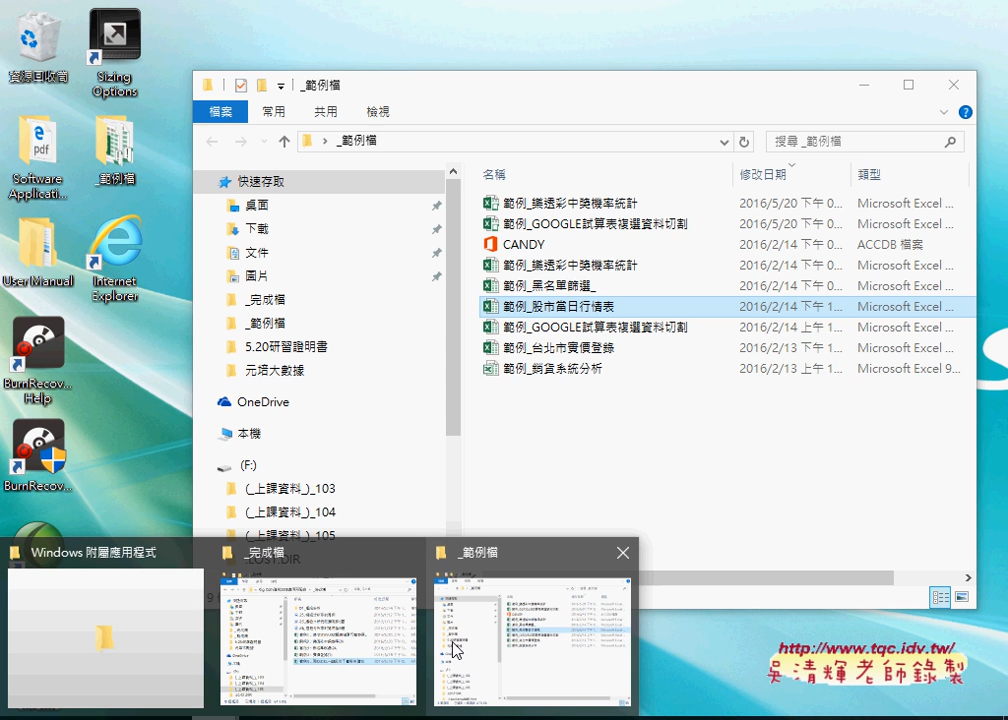 資源回收筒
Sizing
Options
Software
Applicati...
_範例檔
User Manual
Internet
Explorer
BurnRecov...
Help
BurnRecov...
_範例檔
檔案
常用
共用
檢視
_範例檔
搜尋 _範例檔
快速存取
桌面
下載
文件
圖片
_完成檔
_範例檔
5.20研習證明書
元培大數據
OneDrive
本機
(F:)
(_上課資料_)_103
(_上課資料_)_104
(_上課資料_)_105
.LOST.DIR
名稱
修改日期
類型
範例_樂透彩中獎機率統計 2016/5/20 下午 0... Microsoft Excel ...
範例_GOOGLE試算表複選資料切割 2016/5/20 下午 0... Microsoft Excel ...
CANDY 2016/2/14 下午 0... ACCDB 檔案
範例_樂透彩中獎機率統計 2016/2/14 下午 0... Microsoft Excel ...
範例_黑名單篩選_ 2016/2/14 下午 0... Microsoft Excel ...
範例_股市當日行情表 2016/2/14 下午 1... Microsoft Excel ...
範例_GOOGLE試算表複選資料切割 2016/2/14 上午 1... Microsoft Excel ...
範例_台北市實價登錄 2016/2/13 下午 1... Microsoft Excel ...
範例_銷貨系統分析 2016/2/13 上午 1... Microsoft Excel 9...
Windows 附屬應用程式
_完成檔
_範例檔
http://www.tqc.idv.tw/
吳清輝老師錄製